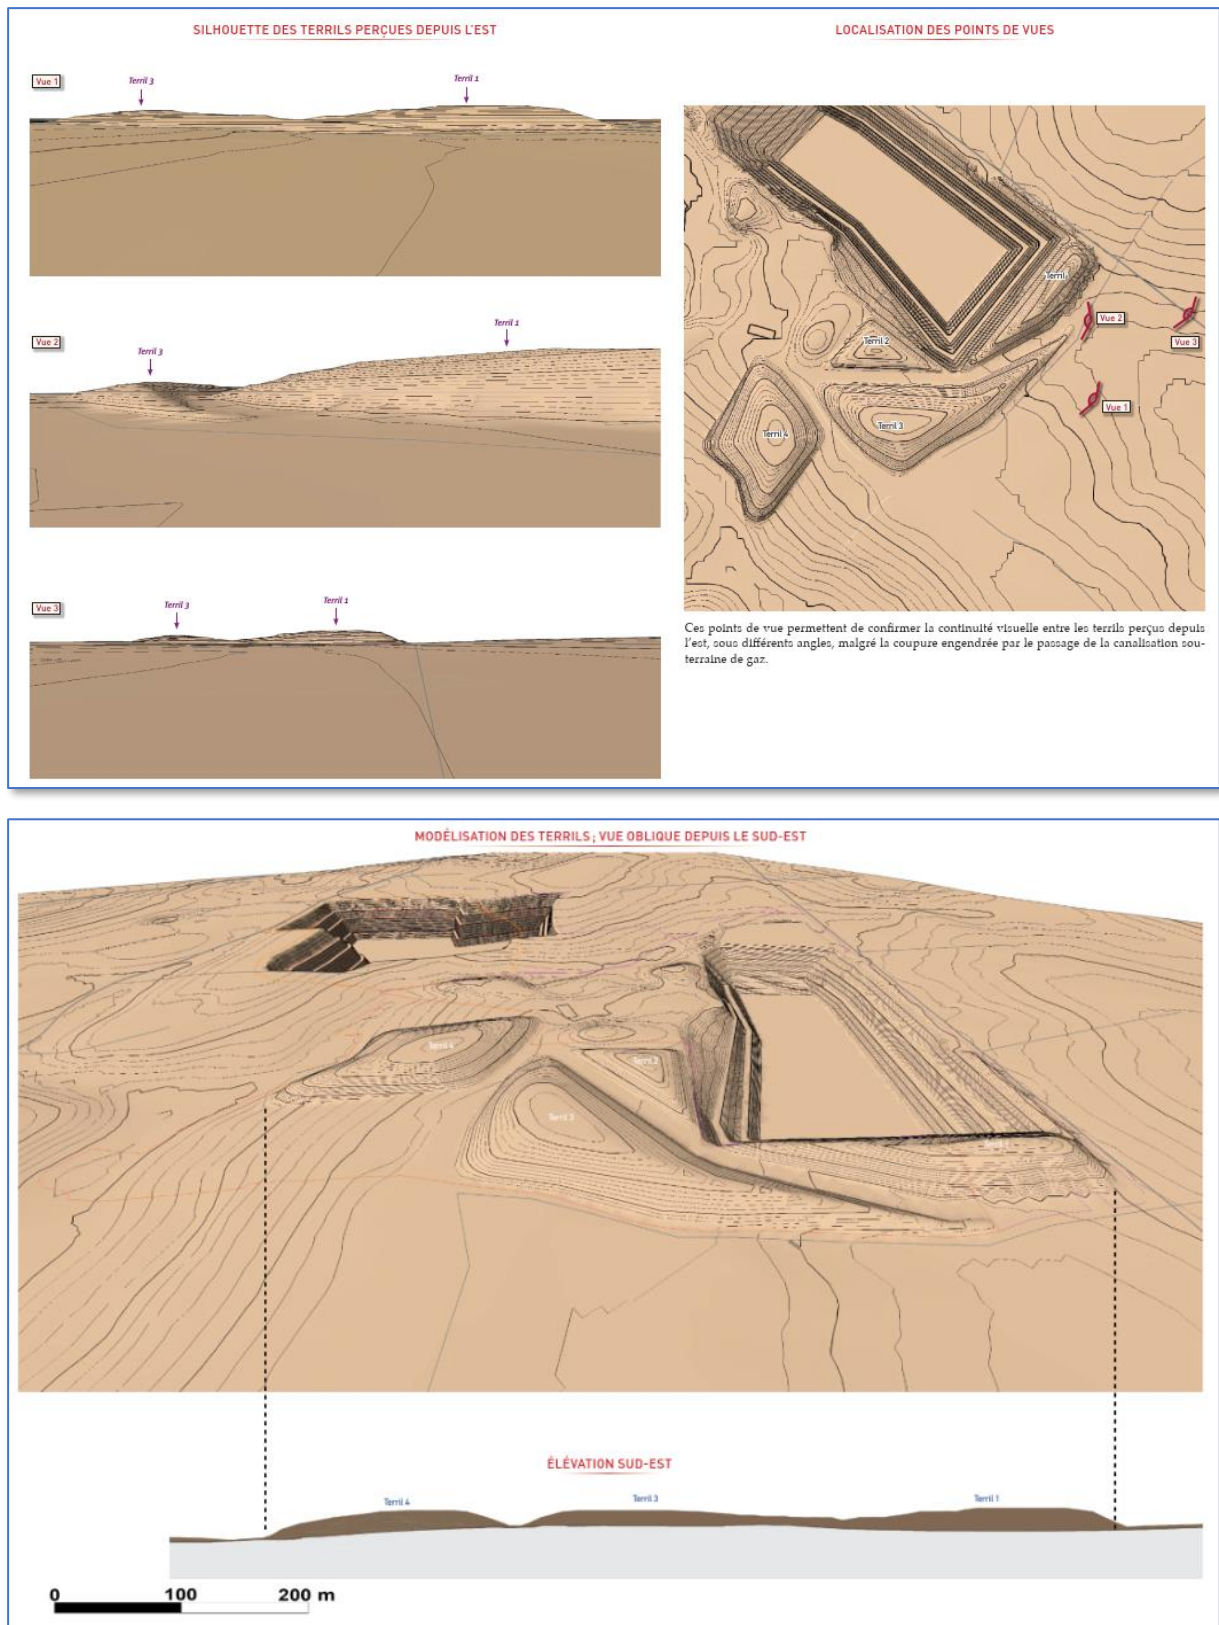 SILHOUETTE DES TERRILS PERÇUES DEPUIS L'EST
Vue 1
Terril 3
Terril 1
Vue 2
Terril 3
Terril 1
Vue 3
Terril 3
Terril 1
LOCALISATION DES POINTS DE VUES
Terril
Terril 2
Terril 3
Terril 4
Vue 2
Vue 3
Vue 1
Ces points de vue permettent de confirmer la continuité visuelle entre les terrils perçus depuis
l'est, sous différents angles, malgré la coupure engendrée par le passage de la canalisation sou-
terraine de gaz.
MODÉLISATION DES TERRILS ; VUE OBLIQUE DEPUIS LE SUD-EST
Terril 4
Terril 2
Terril 3
ÉLÉVATION SUD-EST
Terril 4
Terril 3
Terril 1
0 100 200 m